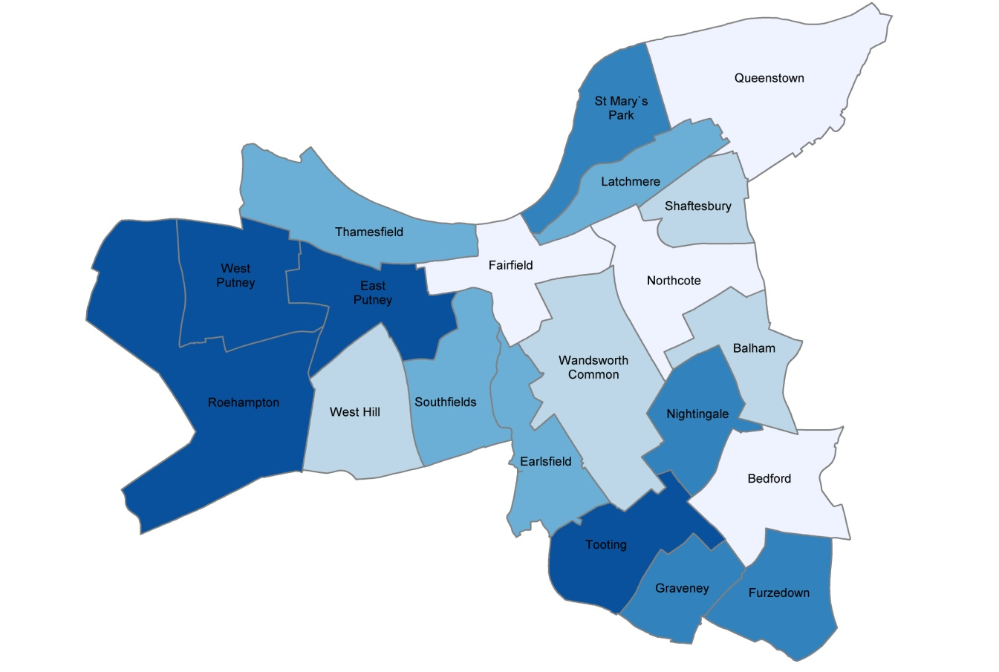 Queenstown
St Mary`s
Park
Latchmere
Shaftesbury
Thamesfield
Fairfield
West
Putney
East
Putney
Northcote
Balham
Wandsworth
Common
Roehampton
West Hill
Southfields
Nightingale
Earlsfield
Bedford
Tooting
Graveney
Furzedown